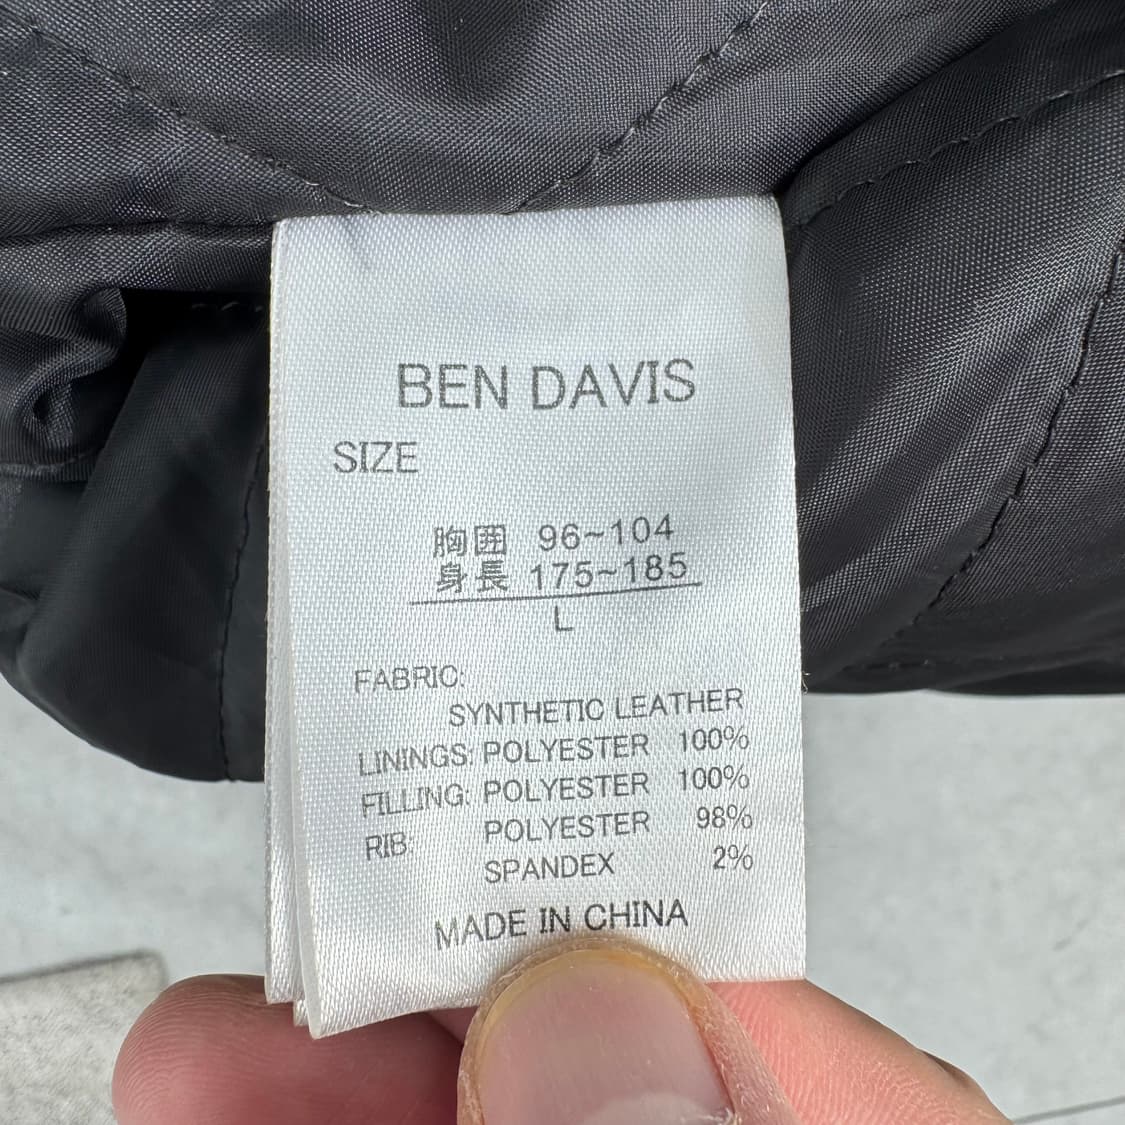 BEN DAVIS
SIZE
胸囲 96~104
身長 175~185
L
FABRIC:
SYNTHETIC LEATHER
LININGS: POLYESTER 100%
FILLING: POLYESTER 100%
RIB: POLYESTER 98%
SPANDEX 2%
MADE IN CHINA